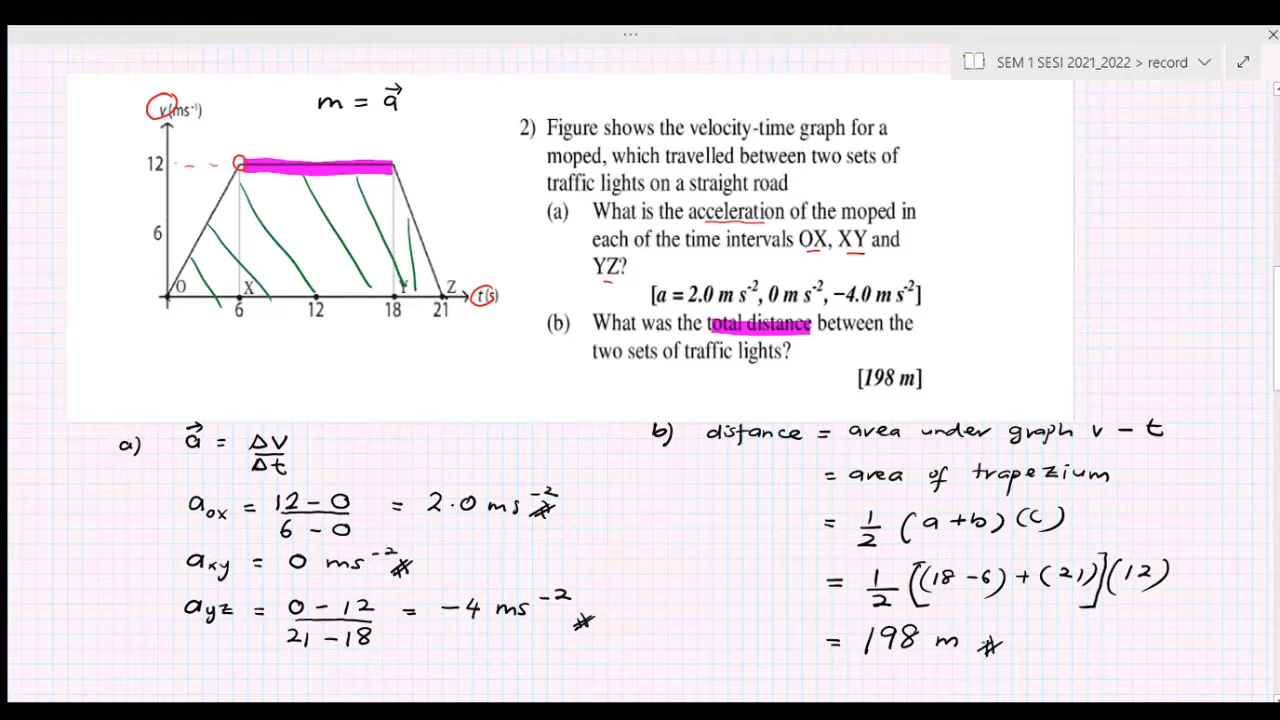 SEM 1 SESI 2021_2022 > record
v(ms⁻¹)
m = a⃗
12
6
O X Y Z t(s)
6 12 18 21
2) Figure shows the velocity-time graph for a
moped, which travelled between two sets of
traffic lights on a straight road
(a) What is the acceleration of the moped in
each of the time intervals OX, XY and
YZ?
[a = 2.0 m s⁻², 0 m s⁻², −4.0 m s⁻²]
(b) What was the total distance between the
two sets of traffic lights?
[198 m]
a) a⃗ = Δv / Δt
aox = 12 - 0 / 6 - 0 = 2.0 ms⁻²
axy = 0 ms⁻²
ayz = 0 - 12 / 21 - 18 = -4 ms⁻²
b) distance = area under graph v - t
= area of trapezium
= 1/2 (a + b) (c)
= 1/2 [(18 - 6) + (21)] (12)
= 198 m